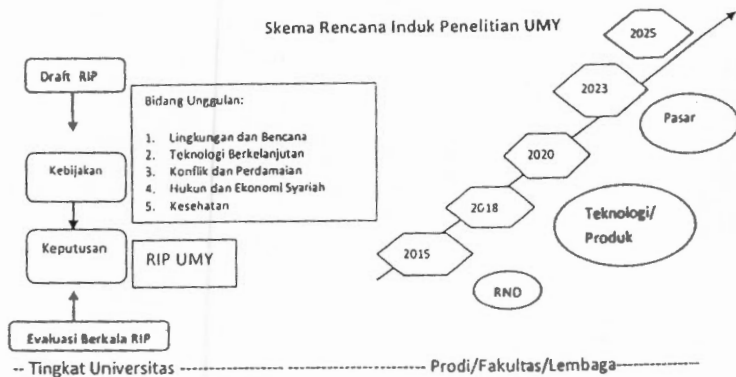 Skema Rencana Induk Penelitian UMY
Draft RIP
Kebijakan
Keputusan
Evaluasi Berkala RIP
Bidang Unggulan:
1. Lingkungan dan Bencana
2. Teknologi Berkelanjutan
3. Konflik dan Perdamaian
4. Hukun dan Ekonomi Syariah
5. Kesehatan
RIP UMY
2025
2023
2020
2018
2015
Pasar
Teknologi/
Produk
RND
-- Tingkat Universitas ------------------- ---------------------- Prodi/Fakultas/Lembaga-------------